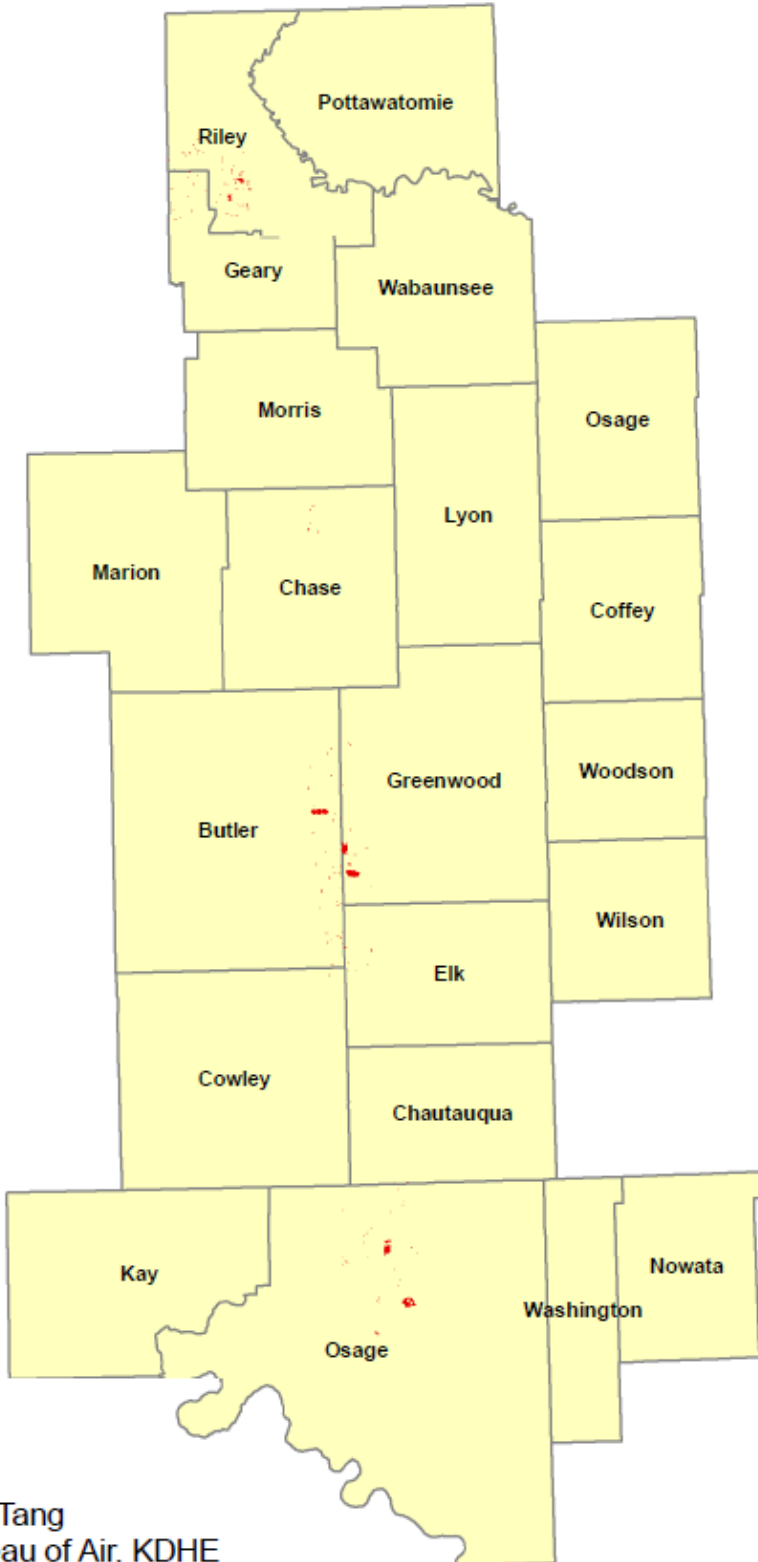 Pottawatomie
Riley
Geary
Wabaunsee
Morris
Osage
Lyon
Marion
Chase
Coffey
Greenwood
Woodson
Butler
Wilson
Elk
Cowley
Chautauqua
Kay
Nowata
Washington
Osage
Tang
au of Air, KDHE